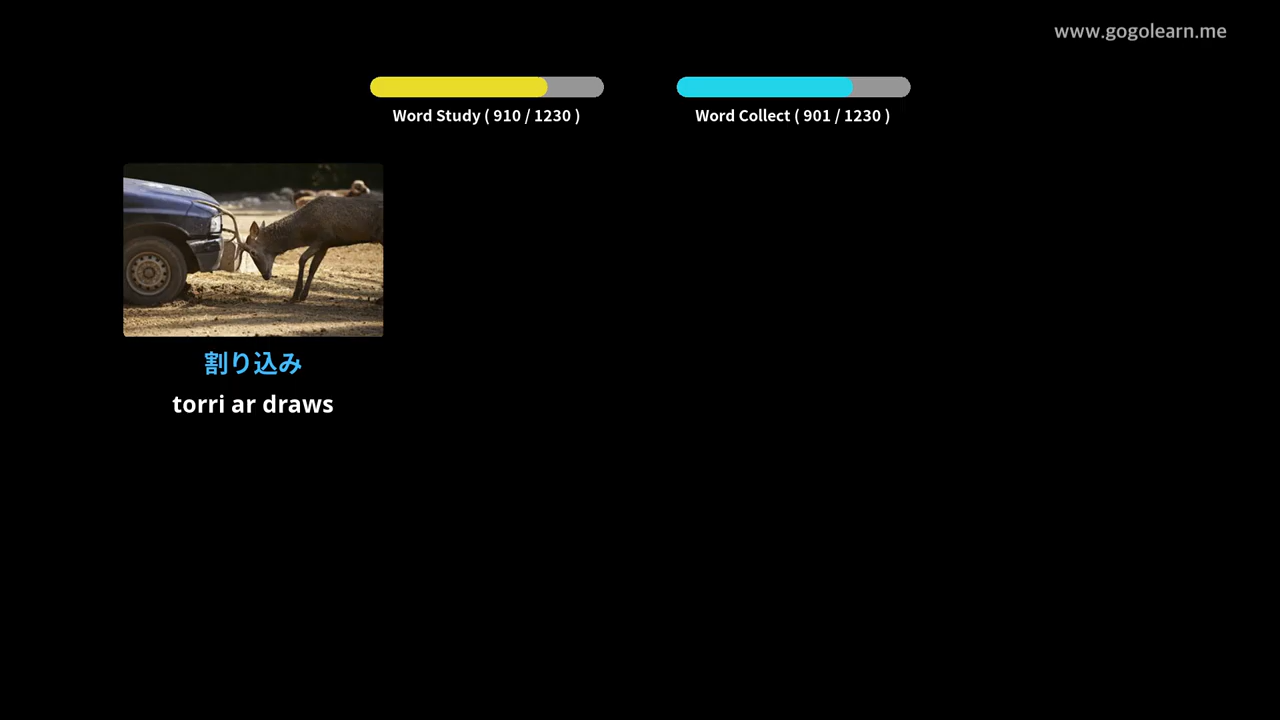 www.gogolearn.me
Word Study ( 910 / 1230 )
Word Collect ( 901 / 1230 )
割り込み
torri ar draws